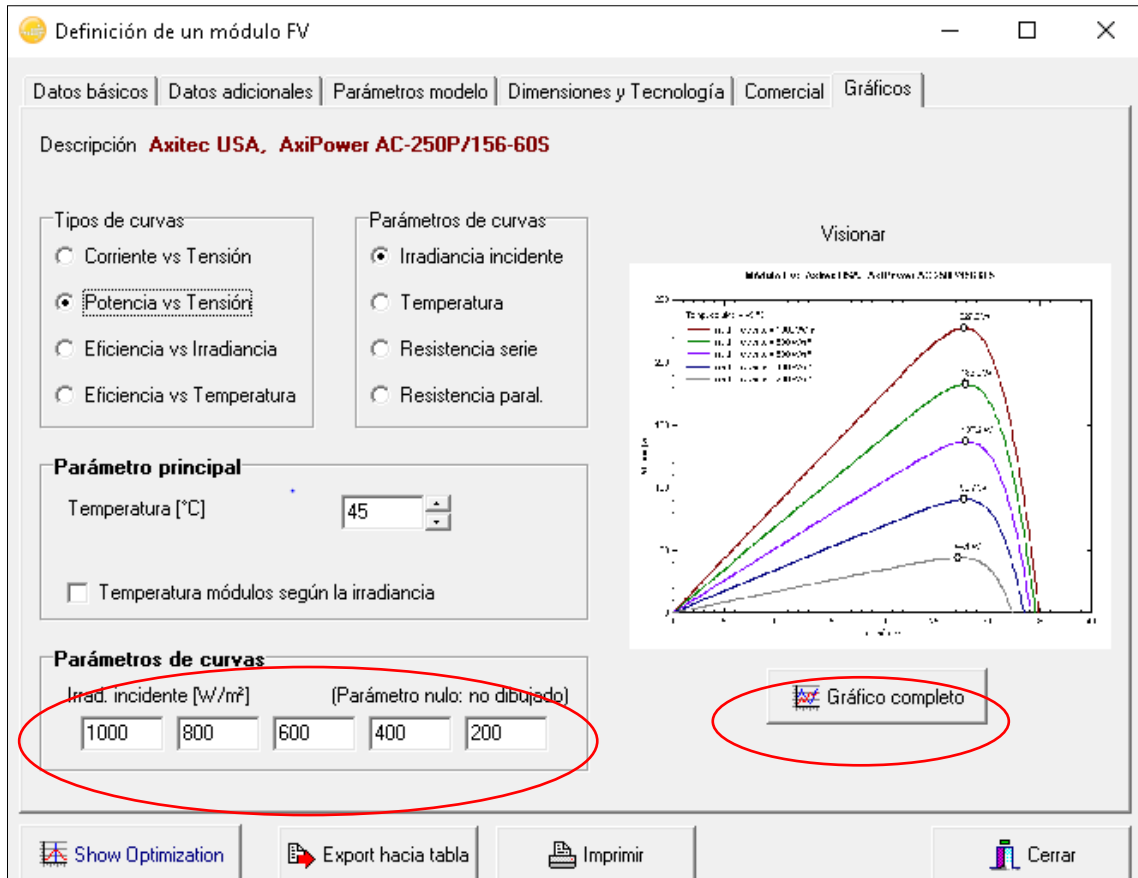 Definición de un módulo FV
Datos básicos Datos adicionales Parámetros modelo Dimensiones y Tecnología Comercial Gráficos
Descripción Axitec USA, AxiPower AC-250P/156-60S
Tipos de curvas
Corriente vs Tensión
Potencia vs Tensión
Eficiencia vs Irradiancia
Eficiencia vs Temperatura
Parámetros de curvas
Irradiancia incidente
Temperatura
Resistencia serie
Resistencia paral.
Visionar
Parámetro principal
Temperatura [°C] 45
Temperatura módulos según la irradiancia
Parámetros de curvas
Irrad. incidente [W/m²] (Parámetro nulo: no dibujado)
1000 800 600 400 200
Gráfico completo
Show Optimization Export hacia tabla Imprimir Cerrar